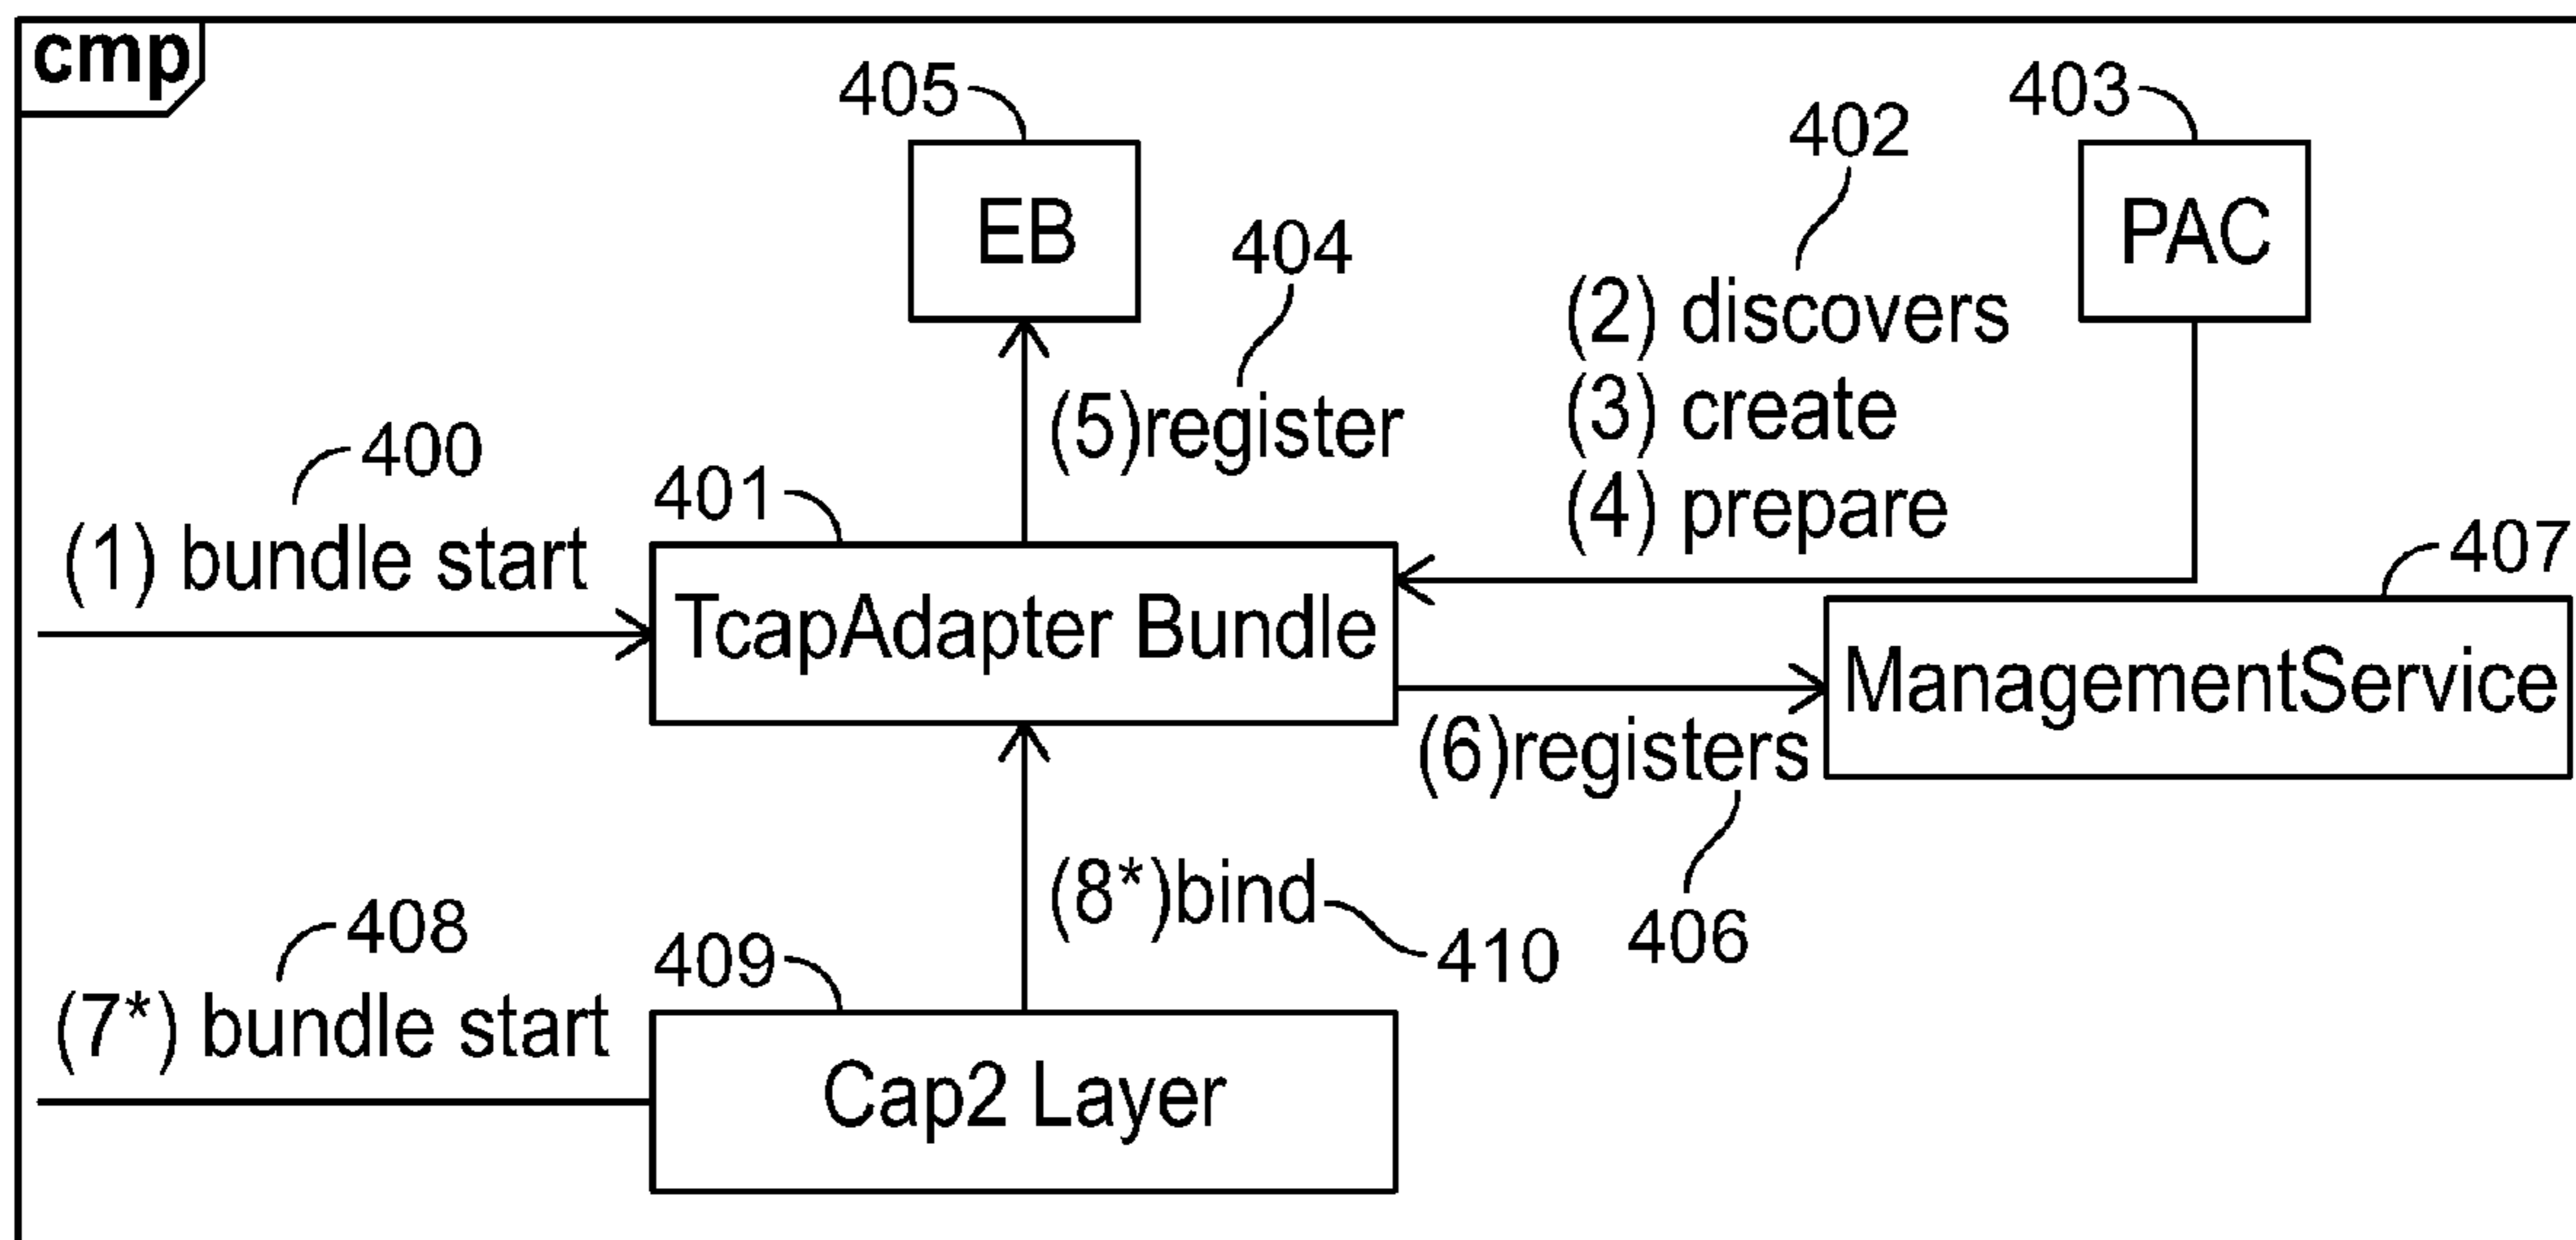 cmp
405
403
402
EB
404
PAC
(2) discovers
(3) create
(4) prepare
(5)register
400
401
(1) bundle start
407
TcapAdapter Bundle
ManagementService
(6)registers
(8*)bind
408
409
410
406
(7*) bundle start
Cap2 Layer